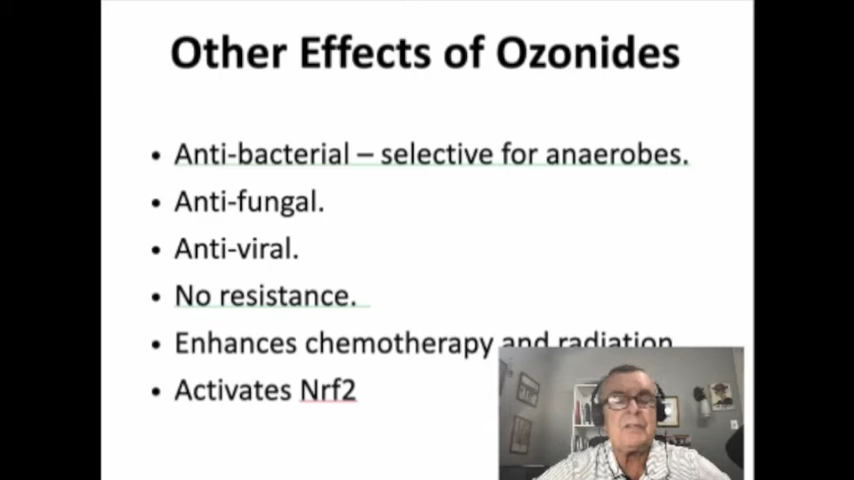 Other Effects of Ozonides
• Anti-bacterial – selective for anaerobes.
• Anti-fungal.
• Anti-viral.
• No resistance.
• Enhances chemotherapy and radiation
• Activates Nrf2